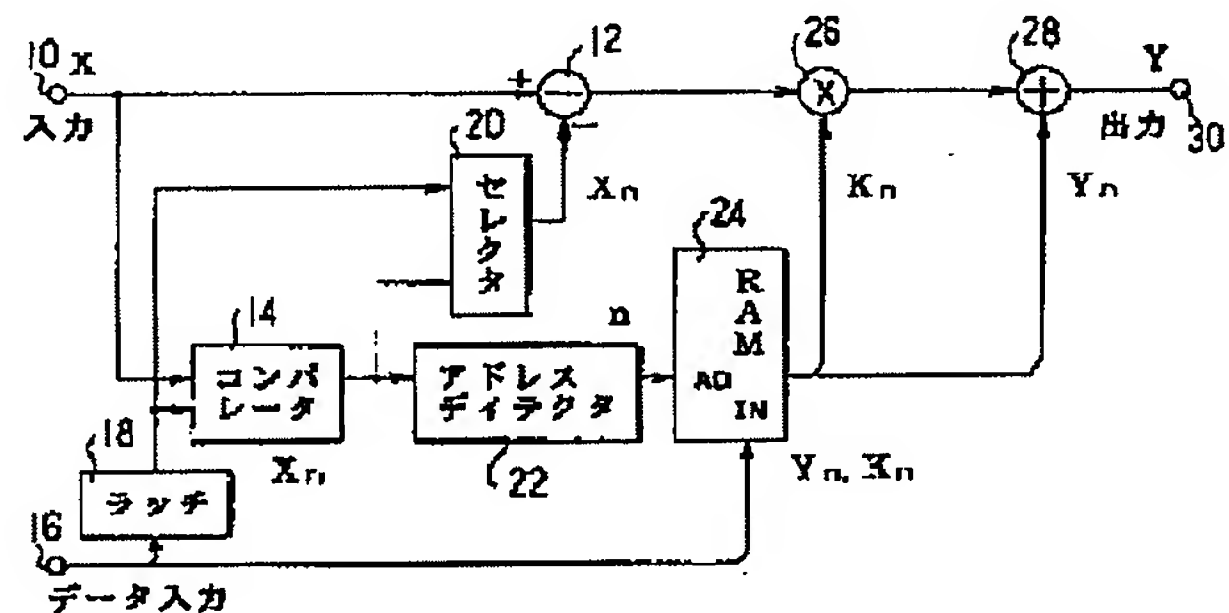 10 X
入力
+
12
−
−
26
X
28
+
Y
出力
30
20
セレクタ
Xn
Kn
Yn
24
RAM
AD
IN
n
14
コンパ
レータ
アドレス
ディテクタ
22
18
Xn
Yn, Kn
ラッチ
16
データ入力